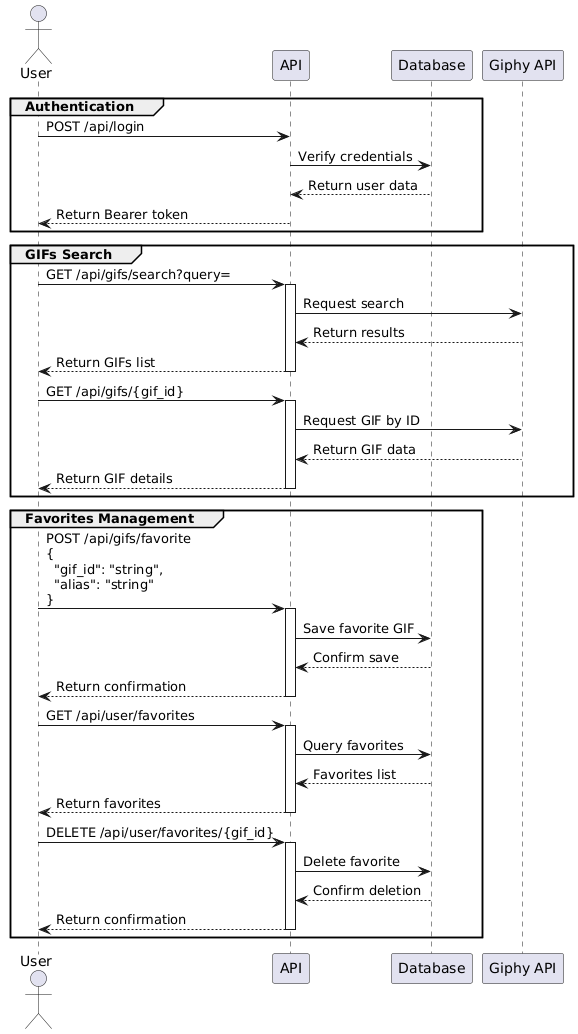 User
API
Database
Giphy API
Authentication
POST /api/login
Verify credentials
Return user data
Return Bearer token
GIFs Search
GET /api/gifs/search?query=
Request search
Return results
Return GIFs list
GET /api/gifs/{gif_id}
Request GIF by ID
Return GIF data
Return GIF details
Favorites Management
POST /api/gifs/favorite
{
  "gif_id": "string",
  "alias": "string"
}
Save favorite GIF
Confirm save
Return confirmation
GET /api/user/favorites
Query favorites
Favorites list
Return favorites
DELETE /api/user/favorites/{gif_id}
Delete favorite
Confirm deletion
Return confirmation
User
API
Database
Giphy API